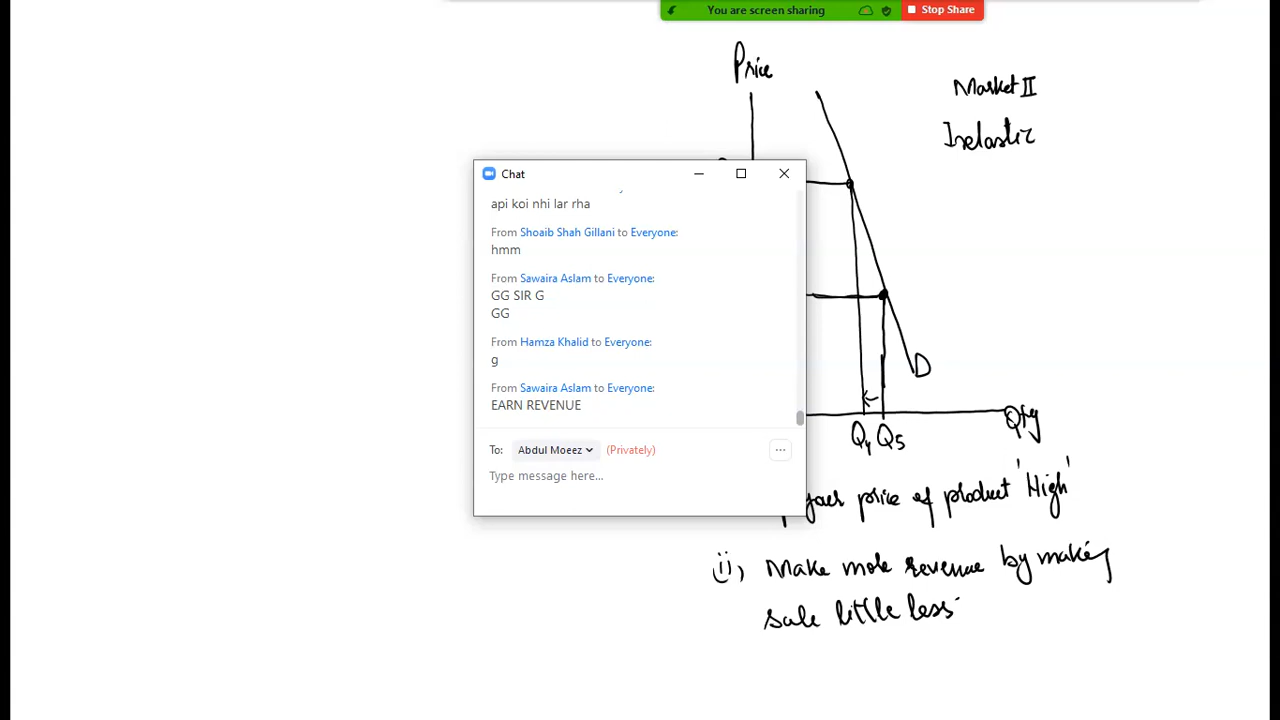 You are screen sharing
Stop Share
Price
Market II
Inelastic
Chat
api koi nhi lar rha
From Shoaib Shah Gillani to Everyone:
hmm
From Sawaira Aslam to Everyone:
GG SIR G
GG
From Hamza Khalid to Everyone:
g
From Sawaira Aslam to Everyone:
EARN REVENUE
D
To: Abdul Moeez (Privately)
Type message here...
Qty
price of product 'High'
ii) Make more revenue by making
sale little less